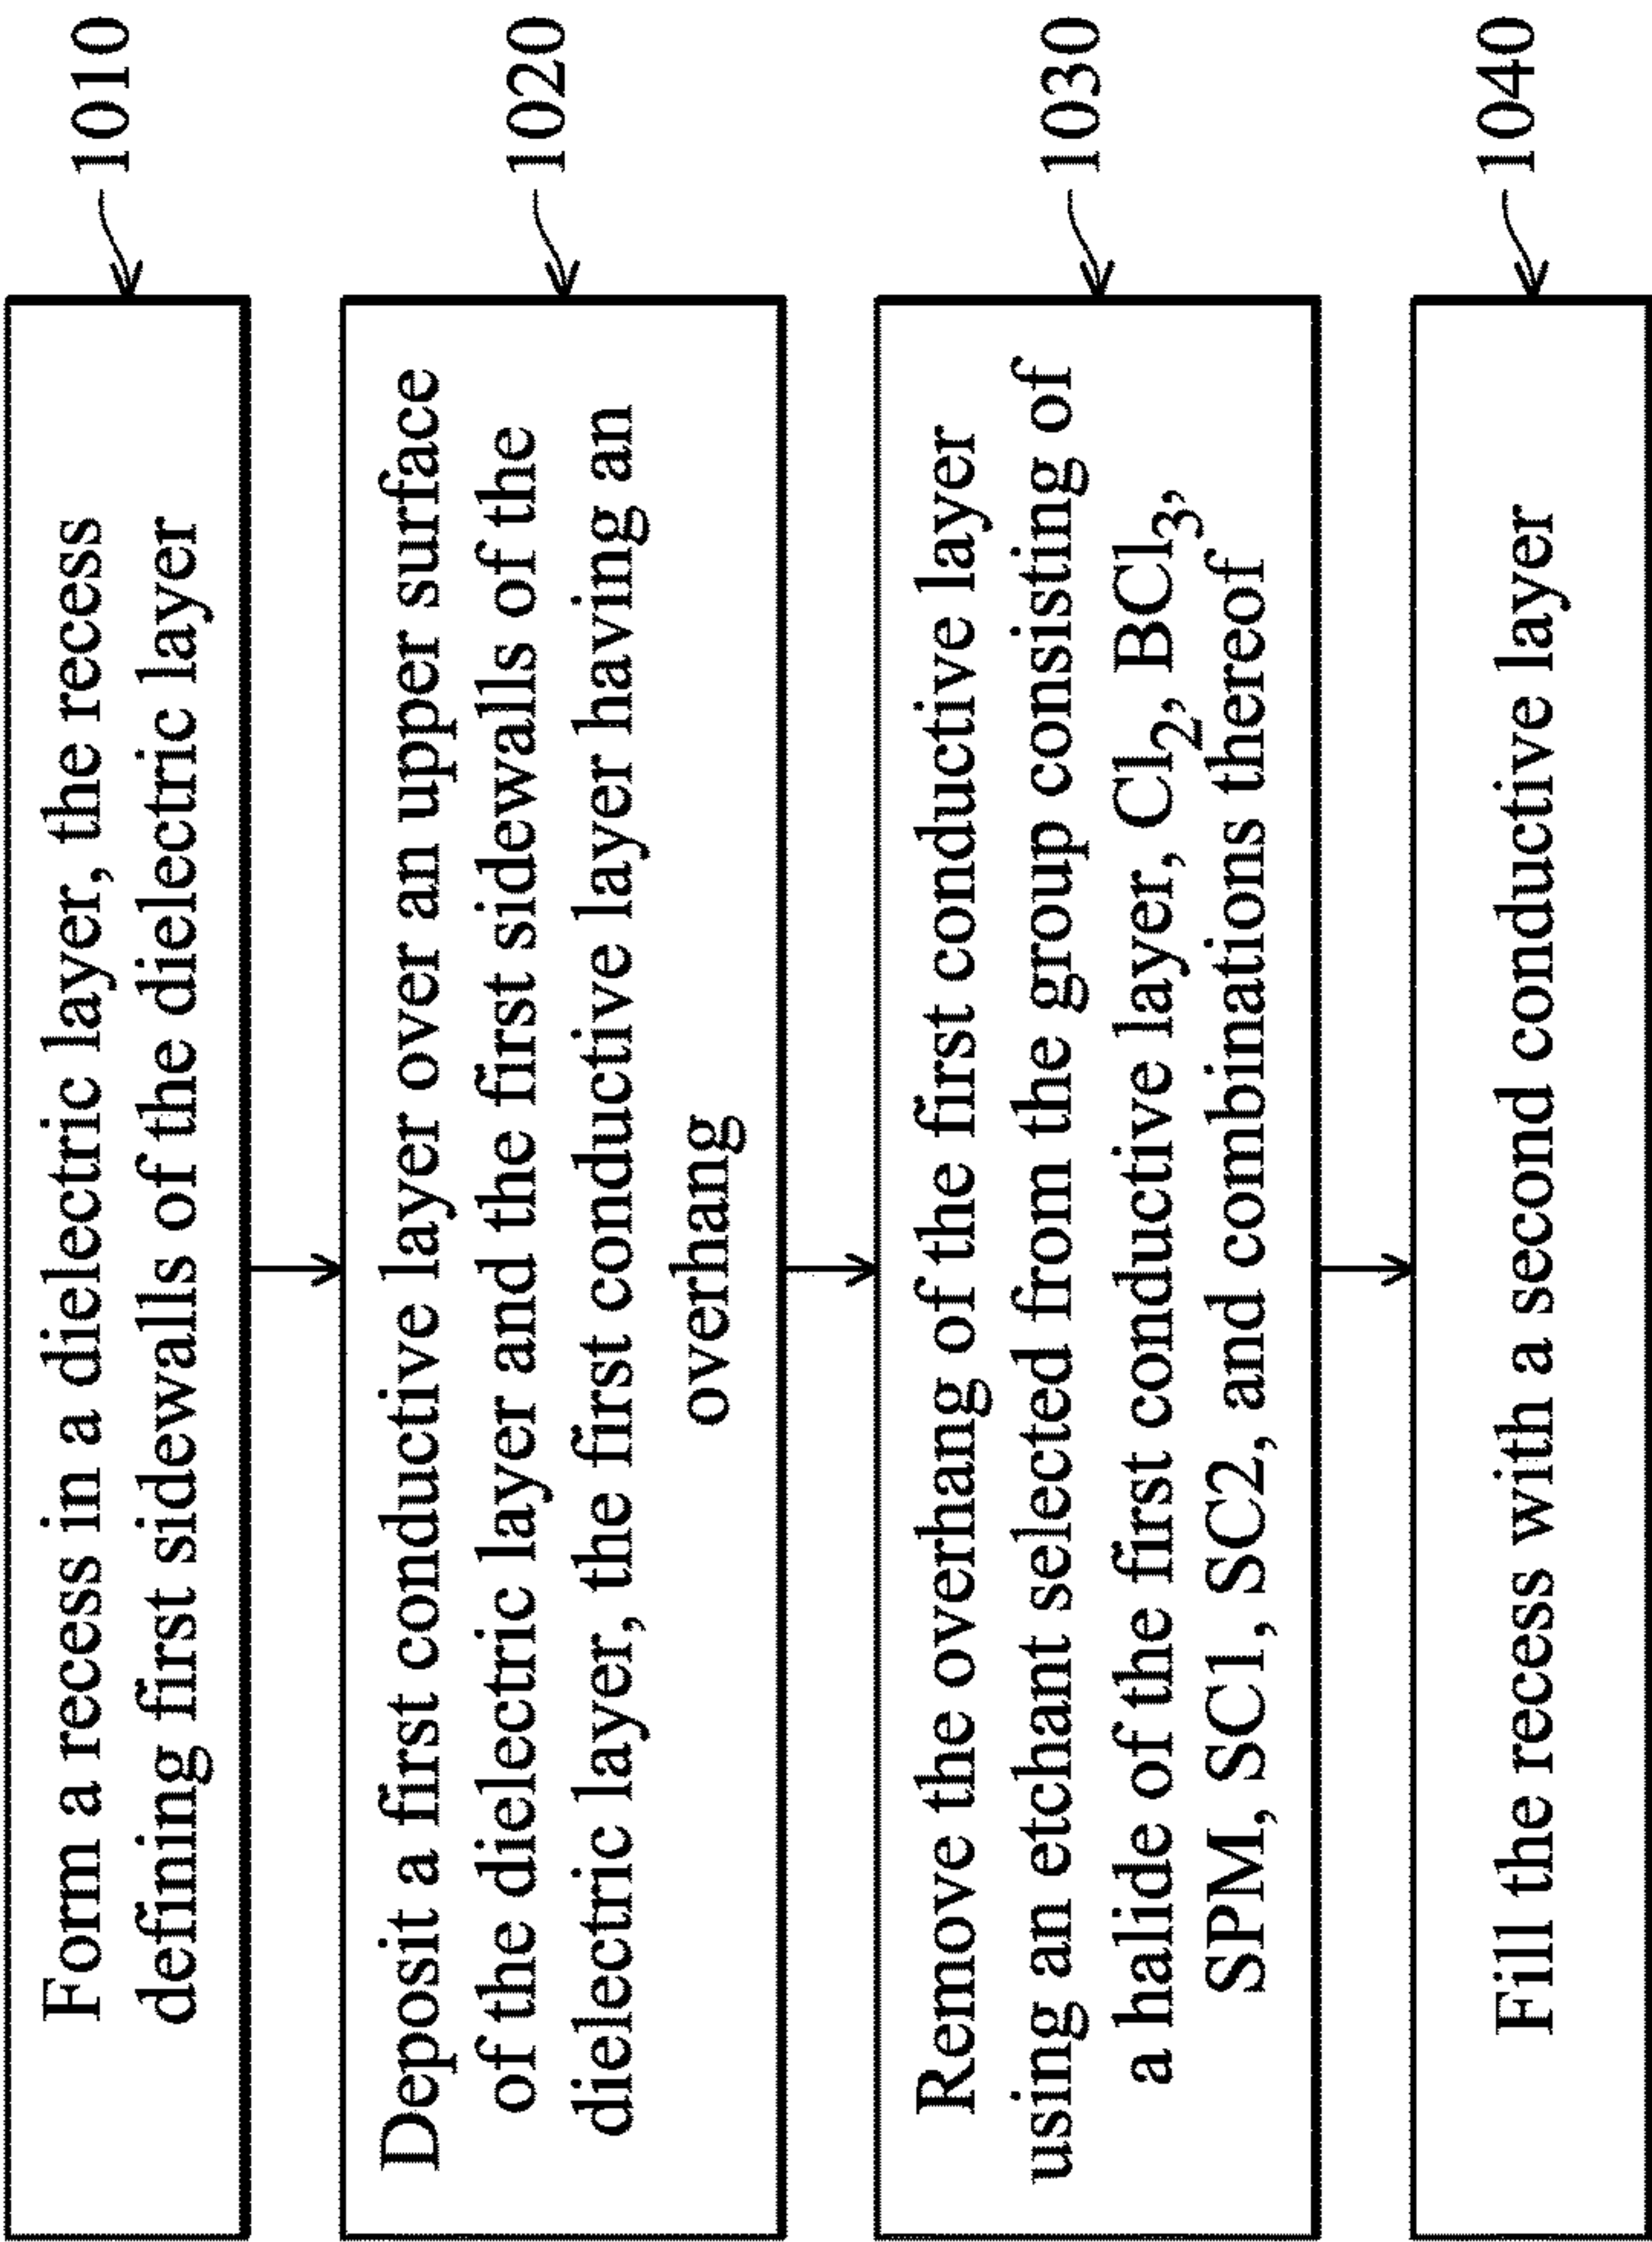 Form a recess in a dielectric layer, the recess
defining first sidewalls of the dielectric layer
1010
Deposit a first conductive layer over an upper surface
of the dielectric layer and the first sidewalls of the
dielectric layer, the first conductive layer having an
overhang
1020
Remove the overhang of the first conductive layer
using an etchant selected from the group consisting of
a halide of the first conductive layer, Cl₂, BCl₃,
SPM, SC1, SC2, and combinations thereof
1030
Fill the recess with a second conductive layer
1040